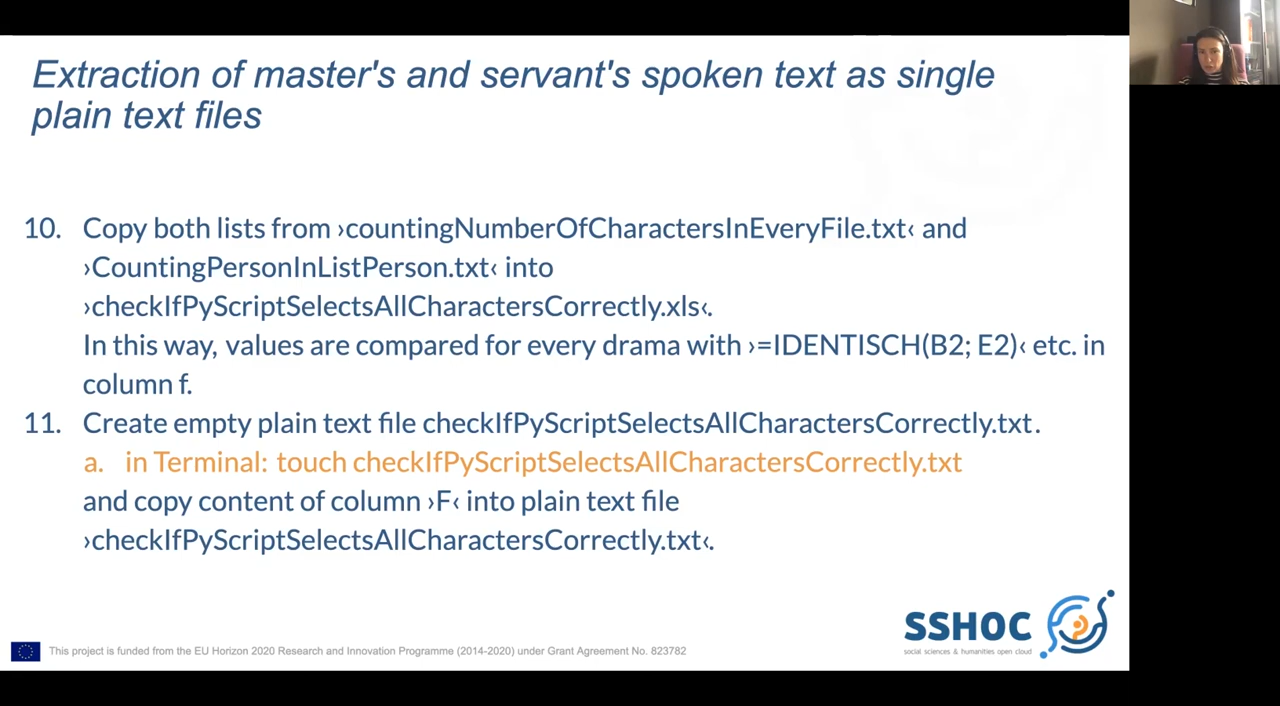 Extraction of master's and servant's spoken text as single
plain text files
10. Copy both lists from ›countingNumberOfCharactersInEveryFile.txt‹ and
›CountingPersonInListPerson.txt‹ into
›checkIfPyScriptSelectsAllCharactersCorrectly.xls‹.
In this way, values are compared for every drama with ›=IDENTISCH(B2; E2)‹ etc. in
column f.
11. Create empty plain text file checkIfPyScriptSelectsAllCharactersCorrectly.txt.
a. in Terminal: touch checkIfPyScriptSelectsAllCharactersCorrectly.txt
and copy content of column ›F‹ into plain text file
›checkIfPyScriptSelectsAllCharactersCorrectly.txt‹.
SSHOC
social sciences & humanities open cloud
This project is funded from the EU Horizon 2020 Research and Innovation Programme (2014-2020) under Grant Agreement No. 823782